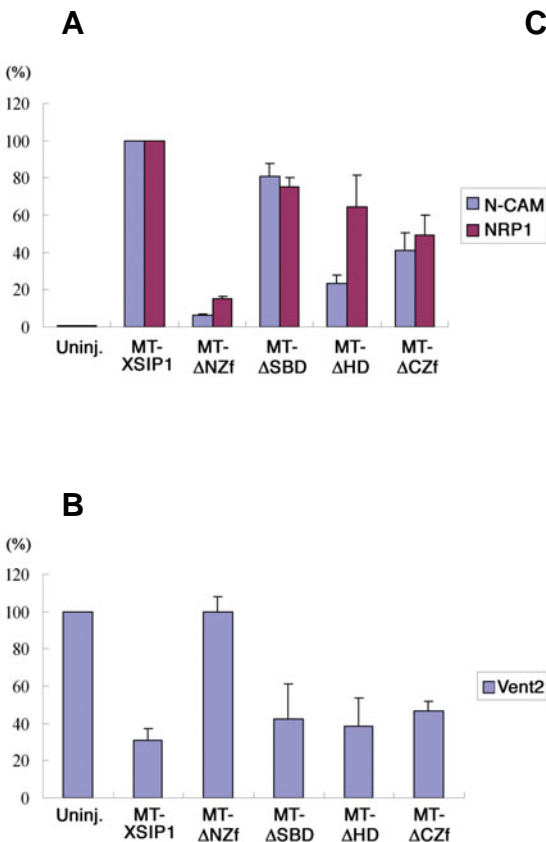 A
C
(%)
120
100
80
60
40
20
0
Uninj.
MT-
XSIP1
MT-
ΔNZf
MT-
ΔSBD
MT-
ΔHD
MT-
ΔCZf
N-CAM
NRP1
B
(%)
120
100
80
60
40
20
0
Uninj.
MT-
XSIP1
MT-
ΔNZf
MT-
ΔSBD
MT-
ΔHD
MT-
ΔCZf
Vent2